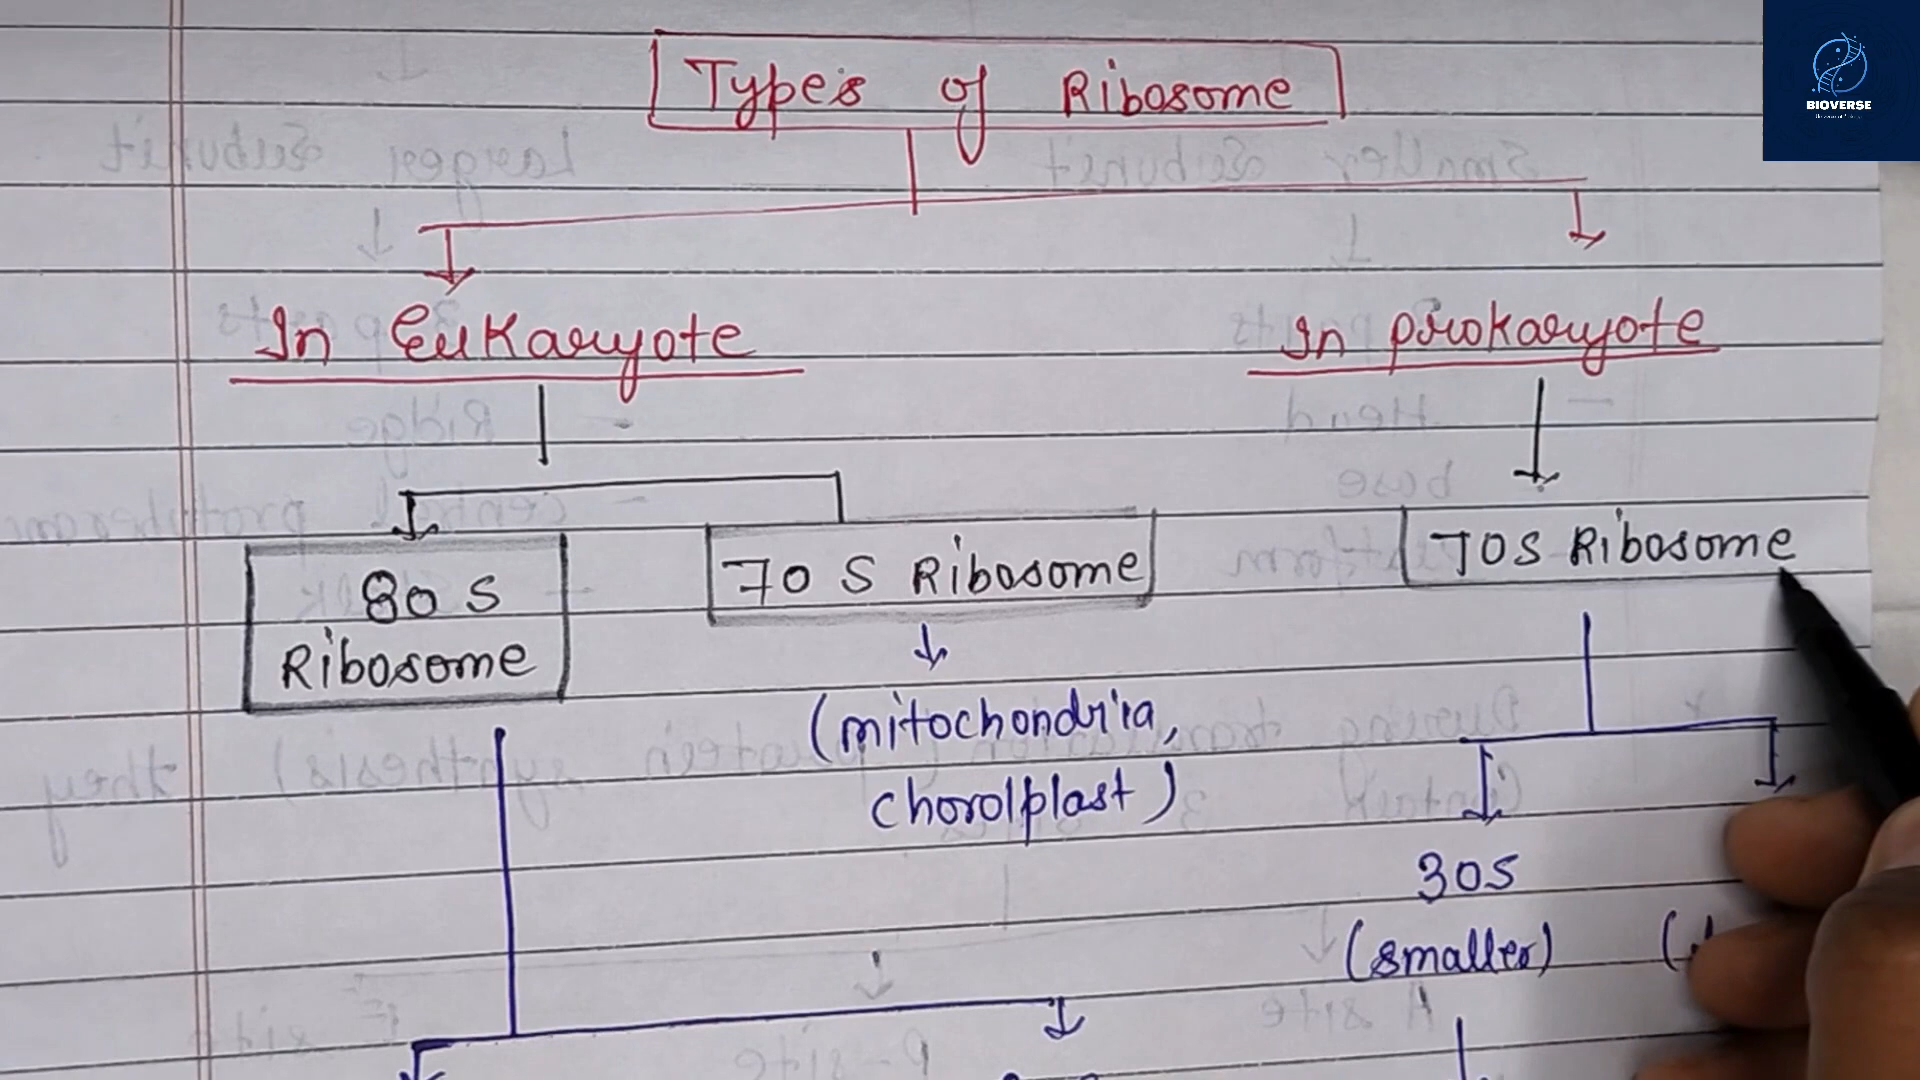 Types of Ribosome
BIOVERSE
In Eukaryote
In prokaryote
80 S
Ribosome
70 S Ribosome
70S Ribosome
(mitochondria,
chorolplast)
30S
(smaller)